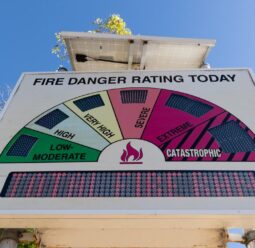 FIRE DANGER RATING TODAY
LOW-
MODERATE
HIGH
VERY HIGH
SEVERE
EXTREME
CATASTROPHIC